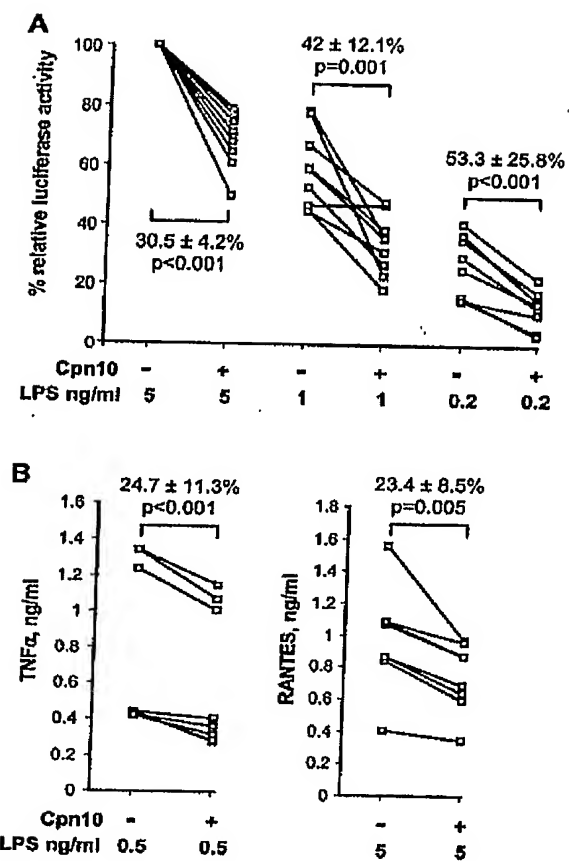 A
% relative luciferase activity
100
80
60
40
20
0
42 ± 12.1%
p=0.001
53.3 ± 25.8%
p<0.001
30.5 ± 4.2%
p<0.001
Cpn10 - + - + - +
LPS ng/ml 5 5 1 1 0.2 0.2
B
24.7 ± 11.3%
p<0.001
TNFα, ng/ml
1.6
1.4
1.2
1
0.8
0.6
0.4
0.2
0
23.4 ± 8.5%
p=0.005
RANTES, ng/ml
1.8
1.6
1.4
1.2
1
0.8
0.6
0.4
0.2
0
Cpn10 - + - +
LPS ng/ml 0.5 0.5 5 5